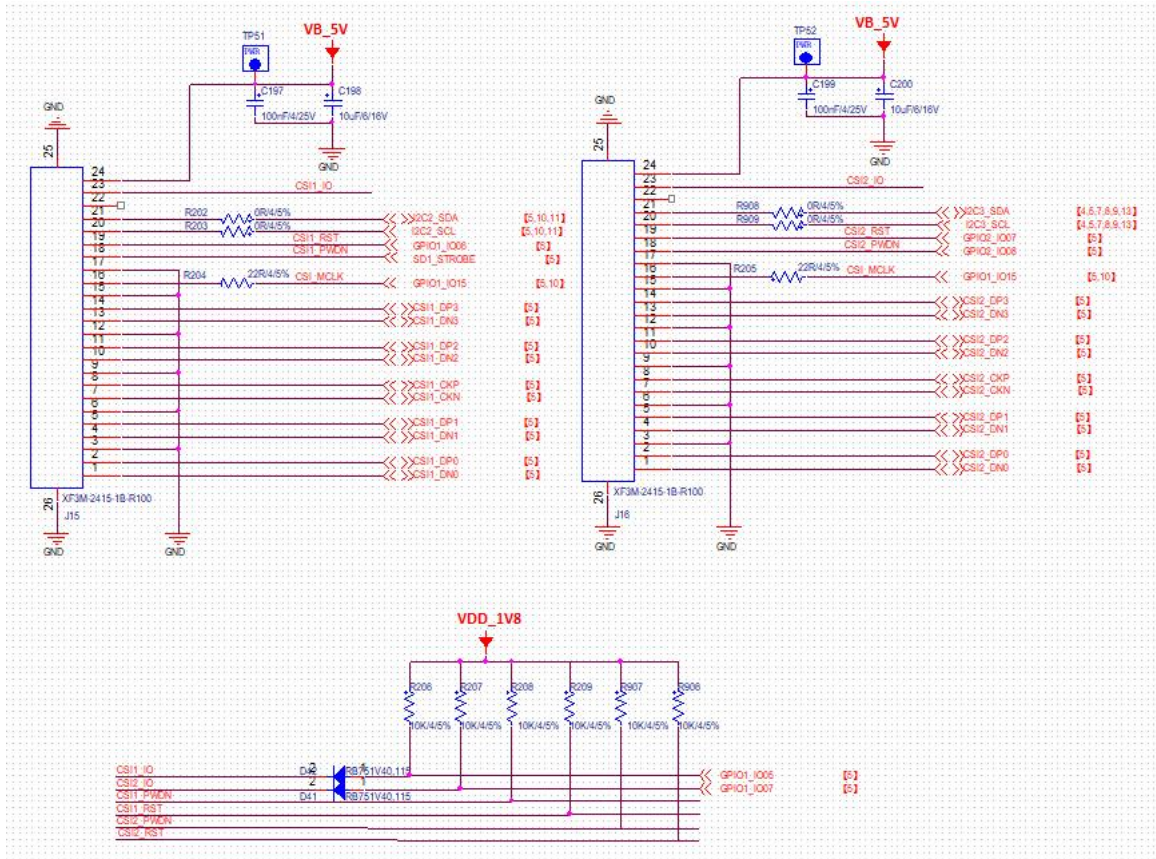 TP51
VB_5V
PWR
C197
C198
100nF/4/25V
10uF/6/16V
GND
GND
25
24
23
CSI1_IO
22
21
R202
0R/4/5%
I2C2_SDA
【5,10,11】
20
R203
0R/4/5%
I2C2_SCL
【5,10,11】
19
CSI1_RST
GPIO1_IO06
【5】
18
CSI1_PWDN
SD1_STROBE
【5】
17
16
R204
22R/4/5%
CSI_MCLK
GPIO1_IO15
【5,10】
15
14
CSI1_DP3
【5】
13
CSI1_DN3
【5】
12
11
CSI1_DP2
【5】
10
CSI1_DN2
【5】
9
8
CSI1_CKP
【5】
7
CSI1_CKN
【5】
6
5
CSI1_DP1
【5】
4
CSI1_DN1
【5】
3
2
CSI1_DP0
【5】
1
CSI1_DN0
【5】
26
XF3M-2415-1B-R100
J15
GND
GND
TP52
VB_5V
PWR
C199
C200
100nF/4/25V
10uF/6/16V
GND
GND
25
24
23
CSI2_IO
22
21
R908
0R/4/5%
I2C3_SDA
【4,5,7,8,9,13】
20
R909
0R/4/5%
I2C3_SCL
【4,5,7,8,9,13】
19
CSI2_RST
GPIO2_IO07
【5】
18
CSI2_PWDN
GPIO2_IO08
【5】
17
16
R205
22R/4/5%
CSI_MCLK
GPIO1_IO15
【5,10】
15
14
CSI2_DP3
【5】
13
CSI2_DN3
【5】
12
11
CSI2_DP2
【5】
10
CSI2_DN2
【5】
9
8
CSI2_CKP
【5】
7
CSI2_CKN
【5】
6
5
CSI2_DP1
【5】
4
CSI2_DN1
【5】
3
2
CSI2_DP0
【5】
1
CSI2_DN0
【5】
26
XF3M-2415-1B-R100
J16
GND
GND
VDD_1V8
R206
R207
R208
R209
R907
R906
10K/4/5%
10K/4/5%
10K/4/5%
10K/4/5%
10K/4/5%
10K/4/5%
CSI1_IO
2
1
RB751V40,115
GPIO1_IO05
【5】
CSI2_IO
2
1
GPIO1_IO07
【5】
CSI1_PWDN
D41
RB751V40,115
CSI1_RST
CSI2_PWDN
CSI2_RST